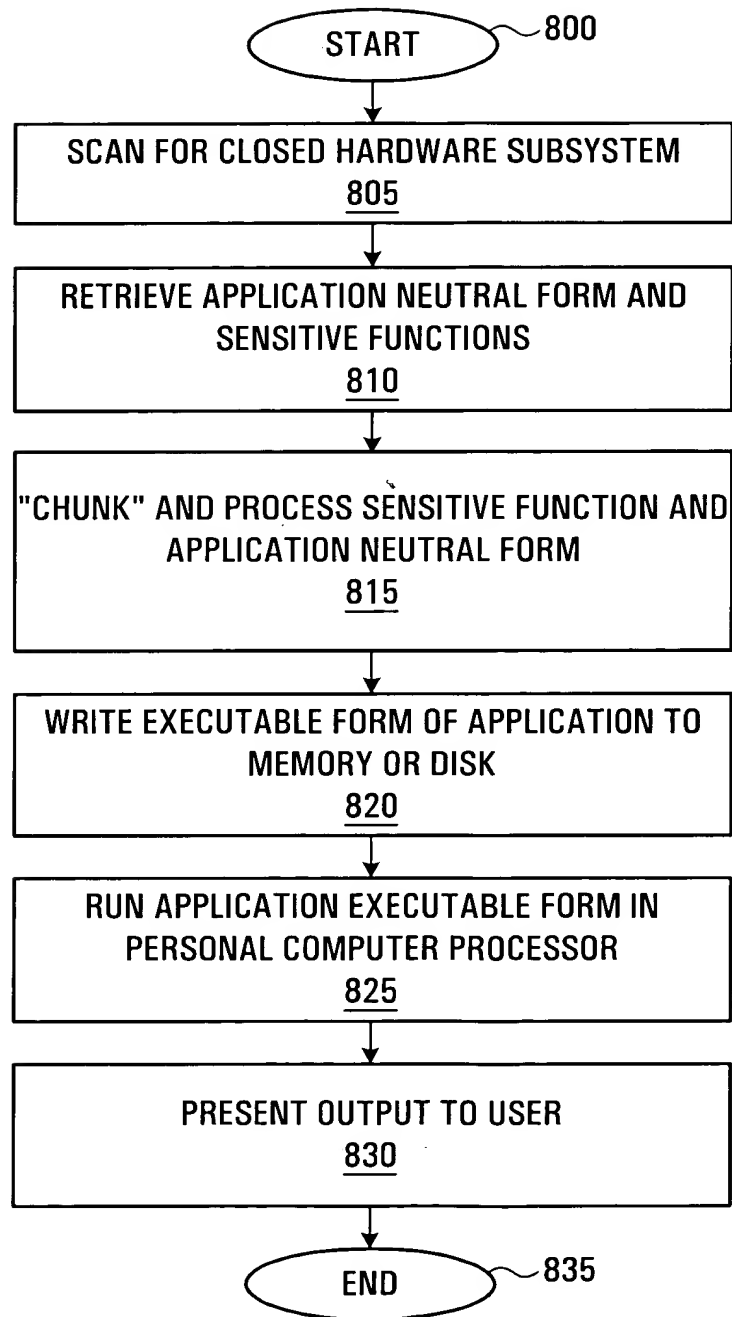 START
800
SCAN FOR CLOSED HARDWARE SUBSYSTEM
805
RETRIEVE APPLICATION NEUTRAL FORM AND
SENSITIVE FUNCTIONS
810
"CHUNK" AND PROCESS SENSITIVE FUNCTION AND
APPLICATION NEUTRAL FORM
815
WRITE EXECUTABLE FORM OF APPLICATION TO
MEMORY OR DISK
820
RUN APPLICATION EXECUTABLE FORM IN
PERSONAL COMPUTER PROCESSOR
825
PRESENT OUTPUT TO USER
830
END
835